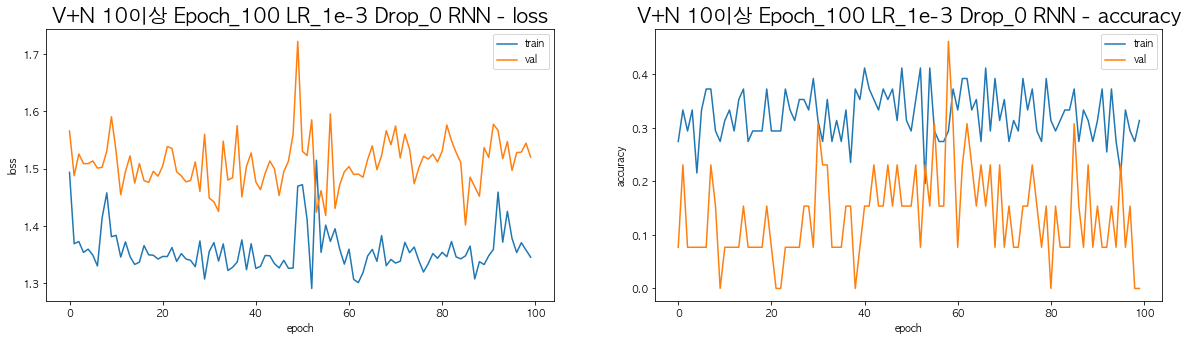 V+N 10이상 Epoch_100 LR_1e-3 Drop_0 RNN - loss
train
val
1.7
1.6
1.5
1.4
1.3
loss
0
20
40
60
80
100
epoch
V+N 10이상 Epoch_100 LR_1e-3 Drop_0 RNN - accuracy
train
val
0.4
0.3
0.2
0.1
0.0
accuracy
0
20
40
60
80
100
epoch